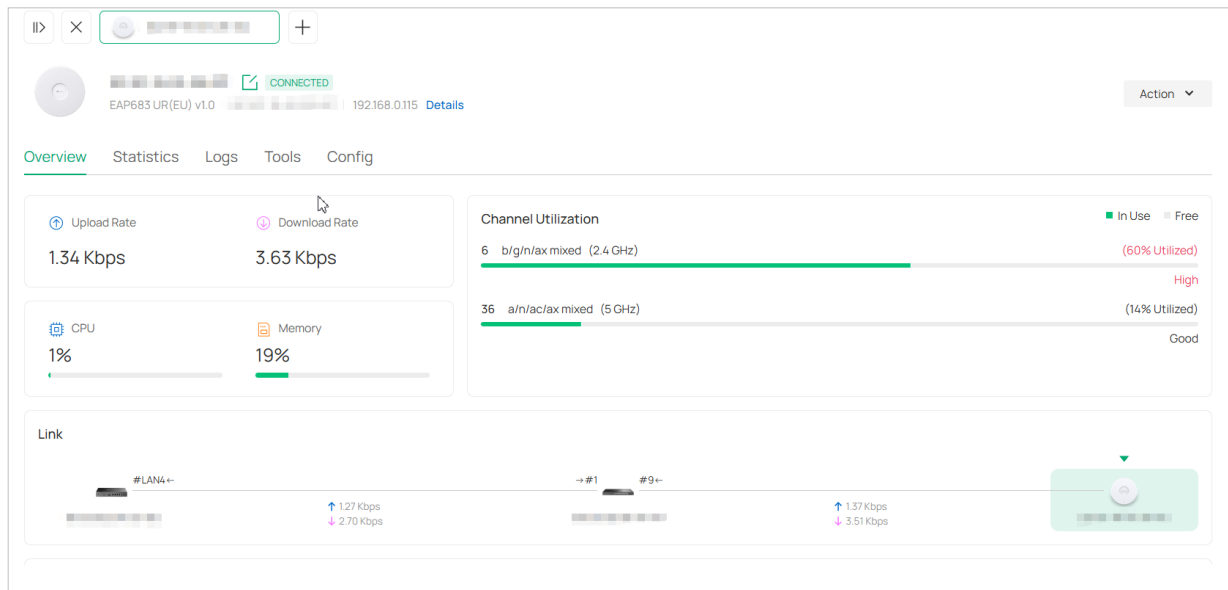 CONNECTED
EAP683 UR(EU) v1.0 192.168.0.115 Details
Action
Overview Statistics Logs Tools Config
Upload Rate Download Rate
1.34 Kbps 3.63 Kbps
CPU Memory
1% 19%
Channel Utilization In Use Free
6 b/g/n/ax mixed (2.4 GHz) (60% Utilized)
High
36 a/n/ac/ax mixed (5 GHz) (14% Utilized)
Good
Link
#LAN4← →#1 #9←
↑ 1.27 Kbps ↑ 1.37 Kbps
↓ 2.70 Kbps ↓ 3.51 Kbps